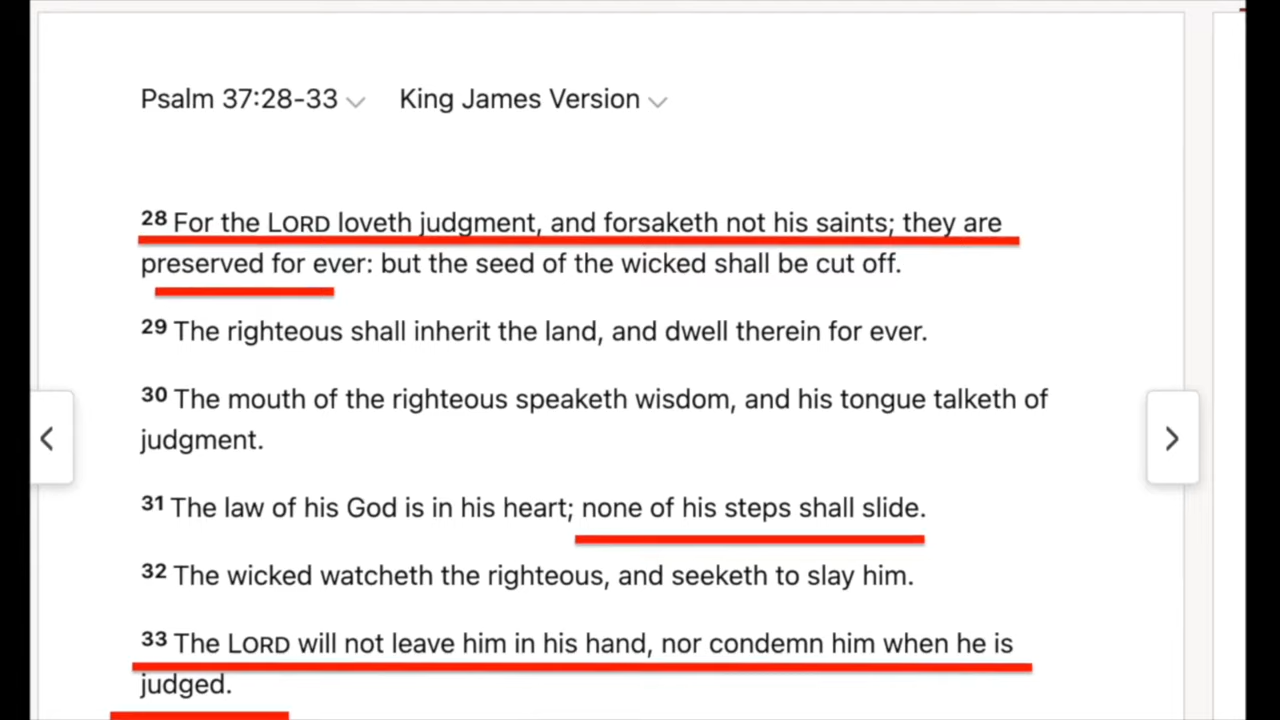 Psalm 37:28-33 King James Version
28 For the LORD loveth judgment, and forsaketh not his saints; they are
preserved for ever: but the seed of the wicked shall be cut off.
29 The righteous shall inherit the land, and dwell therein for ever.
30 The mouth of the righteous speaketh wisdom, and his tongue talketh of
judgment.
31 The law of his God is in his heart; none of his steps shall slide.
32 The wicked watcheth the righteous, and seeketh to slay him.
33 The LORD will not leave him in his hand, nor condemn him when he is
judged.